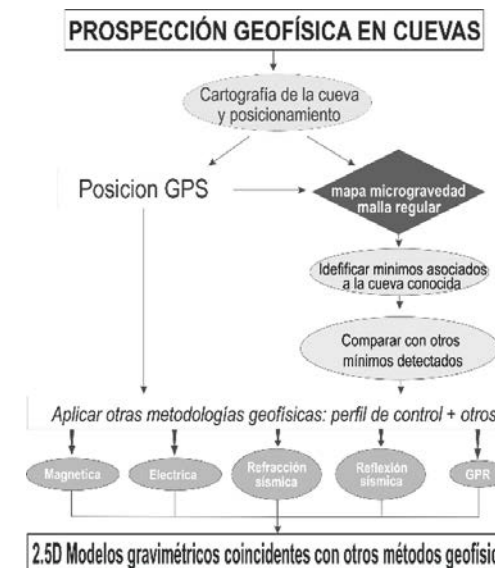 PROSPECCIÓN GEOFÍSICA EN CUEVAS
Cartografía de la cueva
y posicionamiento
Posicion GPS
mapa microgravedad
malla regular
Idefificar minimos asociados
a la cueva conocida
Comparar con otros
mínimos detectados
Aplicar otras metodologías geofísicas: perfil de control + otros
Magnetica
Electrica
Refracción
sísmica
Reflexión
sísmica
GPR
2.5D Modelos gravimétricos coincidentes con otros métodos